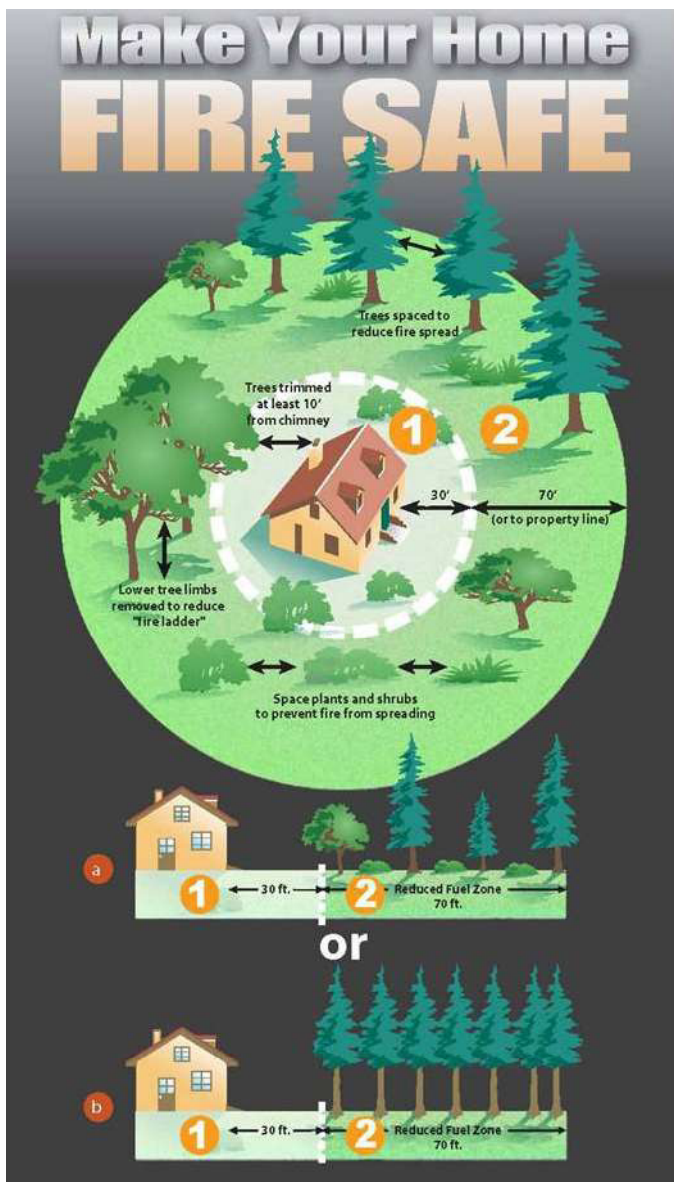 Make Your Home
FIRE SAFE
Trees spaced to
reduce fire spread
Trees trimmed
at least 10'
from chimney
1
2
30'
70'
(or to property line)
Lower tree limbs
removed to reduce
"fire ladder"
Space plants and shrubs
to prevent fire from spreading
a
1
30 ft.
2
Reduced Fuel Zone
70 ft.
or
b
1
30 ft.
2
Reduced Fuel Zone
70 ft.